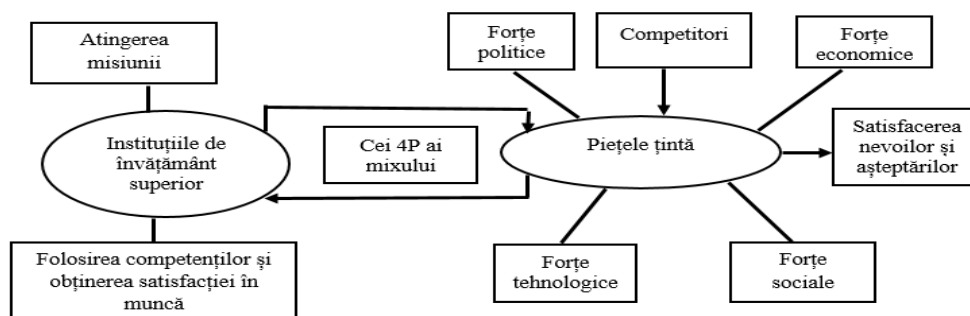 Atingerea
misiunii
Forțe
politice
Competitori
Forțe
economice
Instituțiile de
învățământ
superior
Cei 4P ai
mixului
Piețele țintă
Satisfacerea
nevoilor și
așteptărilor
Folosirea competenților și
obținerea satisfacției în
muncă
Forțe
tehnologice
Forțe
sociale